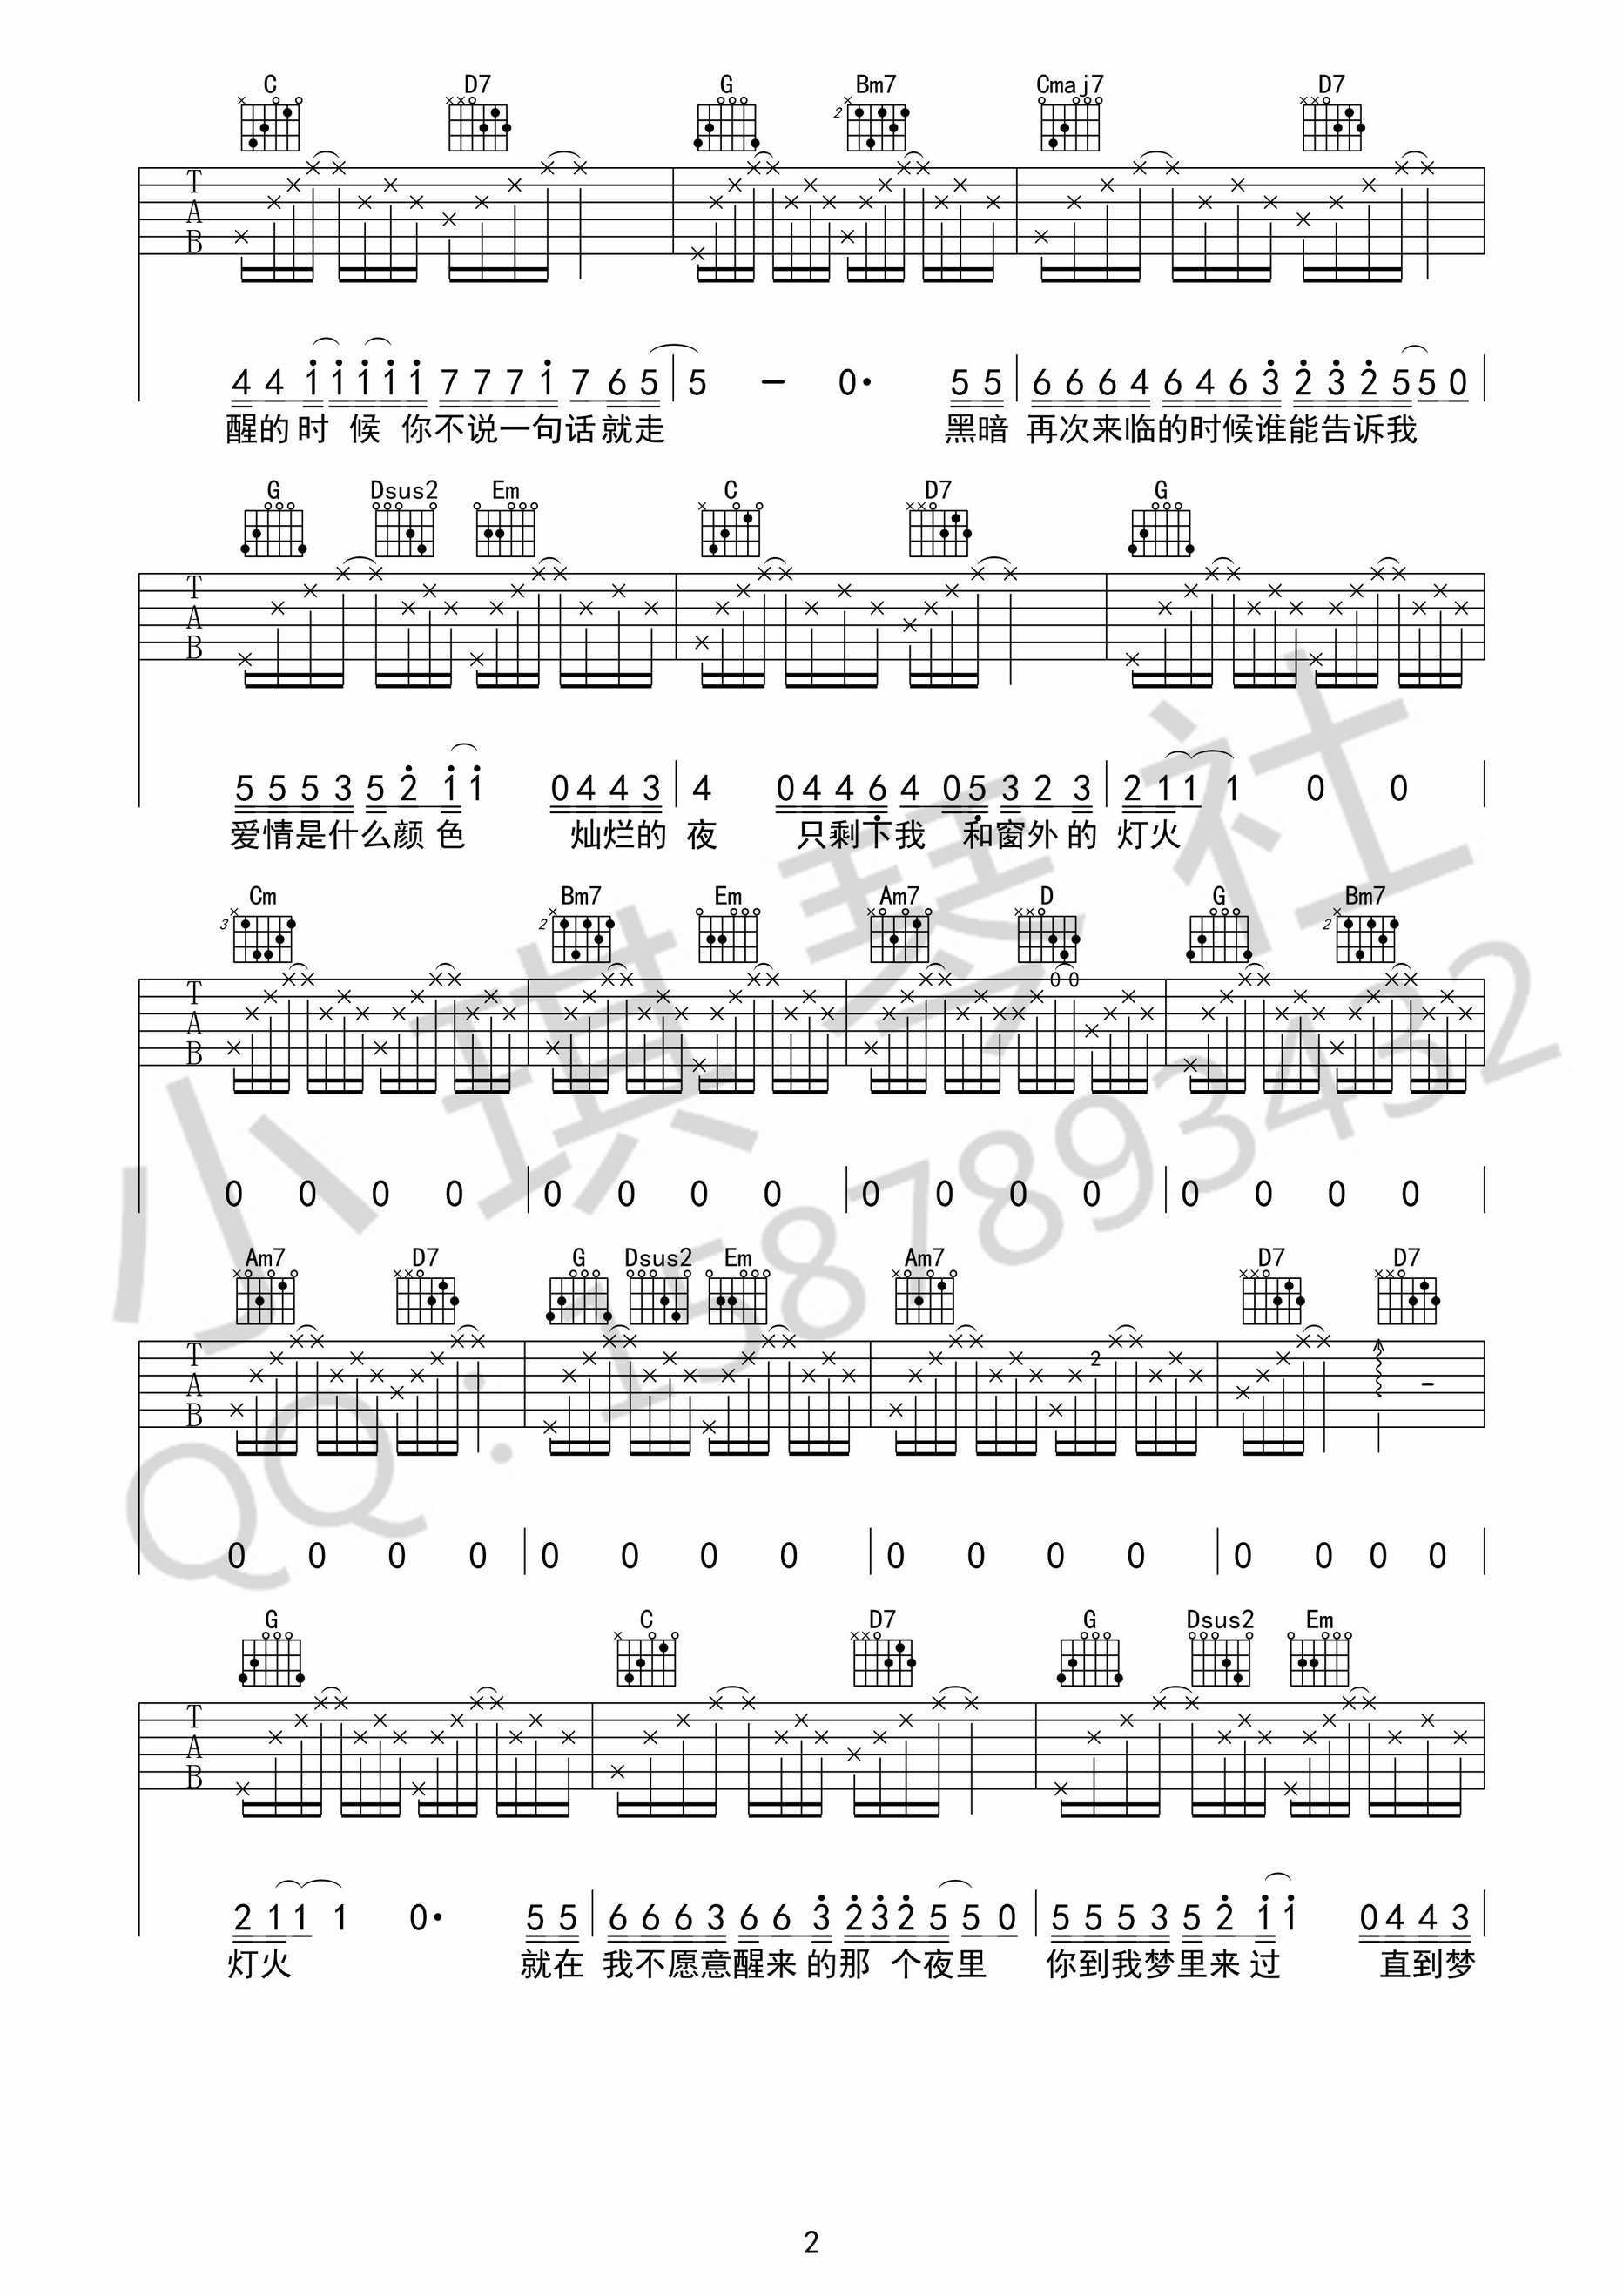 C D7 G Bm7 Cmaj7 D7
2
T
A
B
4 4 1 1 1 1 1 7 7 7 1 7 6 5 5 - 0· 5 5 6 6 6 4 6 4 6 3 2 3 2 5 5 0
醒的时候你不说一句话就走 黑暗 再次来临的时候谁能告诉我
G Dsus2 Em C D7 G
T
A
B
5 5 5 3 5 2 1 1 0 4 4 3 4 0 4 4 6 4 0 5 3 2 3 2 1 1 1 0 0
爱情是什么颜色 灿烂的 夜 只剩下我 和窗外的 灯火
Cm Bm7 Em Am7 D G Bm7
3 2 2
0 0
T
A
B
0 0 0 0 0 0 0 0 0 0 0 0 0 0 0 0
Am7 D7 G Dsus2 Em Am7 D7 D7
T
A
B
2
0 0 0 0 0 0 0 0 0 0 0 0 0 0 0 0
G C D7 G Dsus2 Em
T
A
B
2 1 1 1 0· 5 5 6 6 6 3 6 6 3 2 3 2 5 5 0 5 5 5 3 5 2 1 1 0 4 4 3
灯火 就在 我不愿意醒来的那个夜里 你到我梦里来过 直到梦
小琪琴社
QQ:1587893432
2